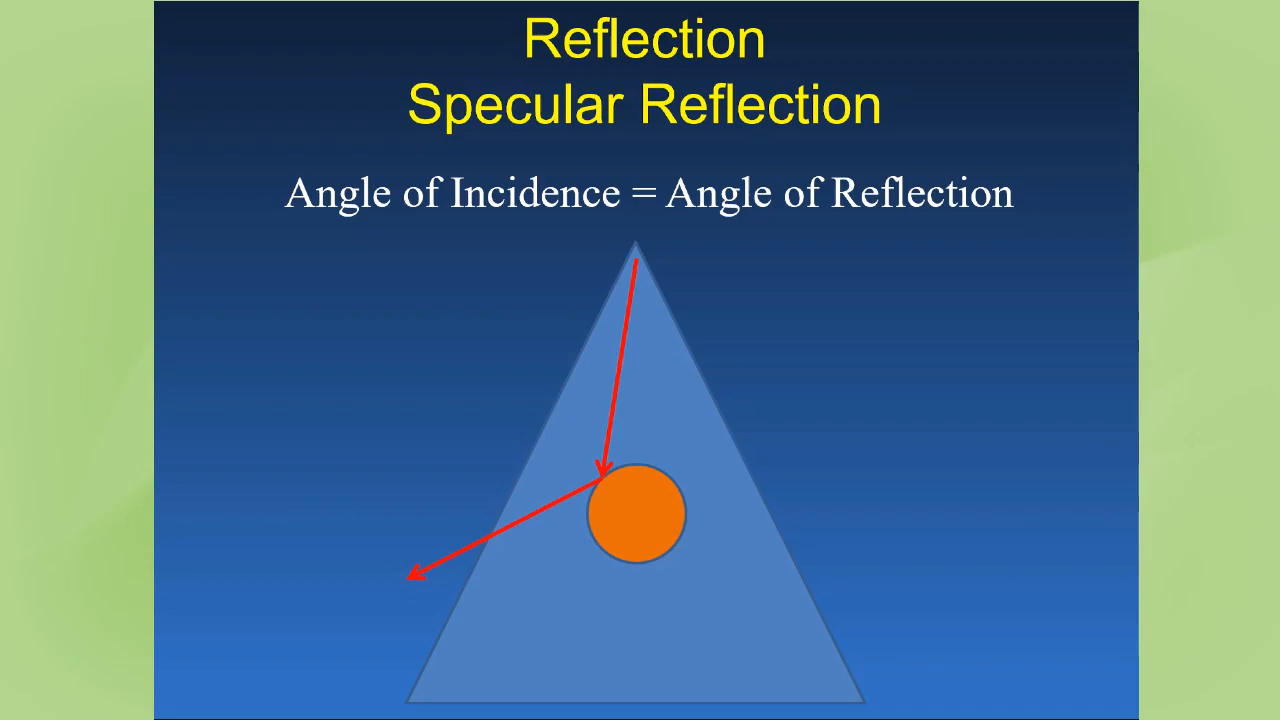 Reflection
Specular Reflection
Angle of Incidence = Angle of Reflection